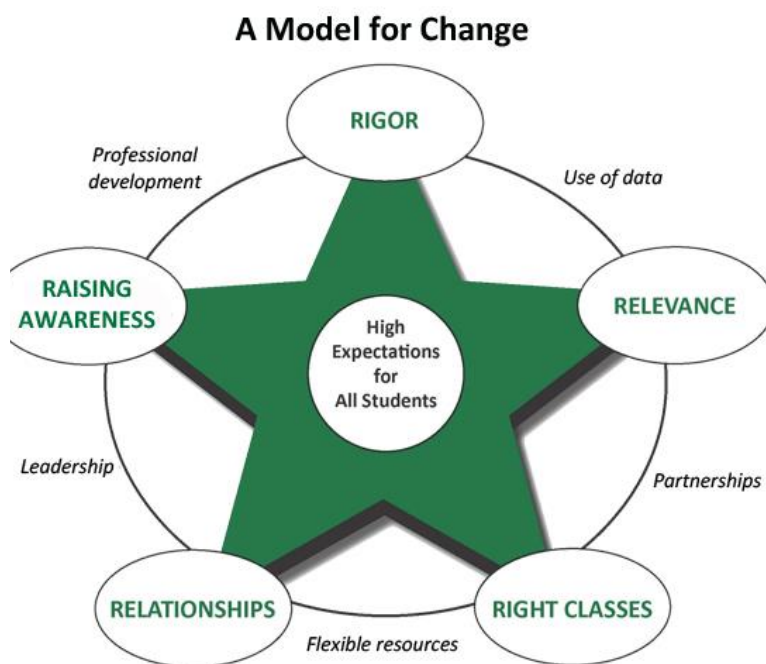 A Model for Change
RIGOR
Professional
development
Use of data
RAISING
AWARENESS
RELEVANCE
High
Expectations
for
All Students
Leadership
Partnerships
RELATIONSHIPS
RIGHT CLASSES
Flexible resources